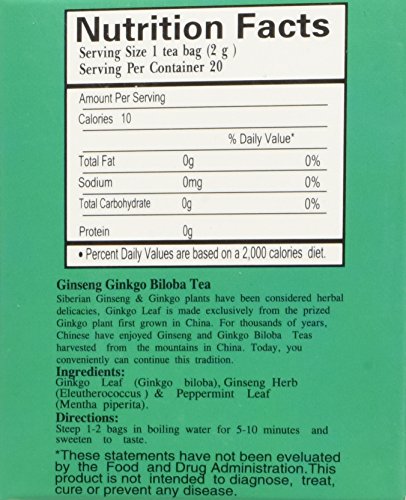 Nutrition Facts
Serving Size 1 tea bag (2 g )
Serving Per Container 20
Amount Per Serving
Calories 10
% Daily Value*
Total Fat 0g 0%
Sodium 0mg 0%
Total Carbohydrate 0g 0%
Protein 0g
• Percent Daily Values are based on a 2,000 calories diet.
Ginseng Ginkgo Biloba Tea
Siberian Ginseng & Ginkgo plants have been considered herbal
delicacies, Ginkgo Leaf is made exclusively from the prized
Ginkgo plant first grown in China. For thousands of years,
Chinese have enjoyed Ginseng and Ginkgo Biloba Teas
harvested from the mountains in China. Today, you
conveniently can continue this tradition.
Ingredients:
Ginkgo Leaf (Ginkgo biloba), Ginseng Herb
(Eleutherococcur ) & Peppermint Leaf
(Mentha piperita).
Directions:
Steep 1-2 bags in boiling water for 5-10 minutes and
sweeten to taste.
*These statements have not been eveluated
by the Food and Drug Administration.This
product is not intended to diagnose, treat,
cure or prevent any disease.